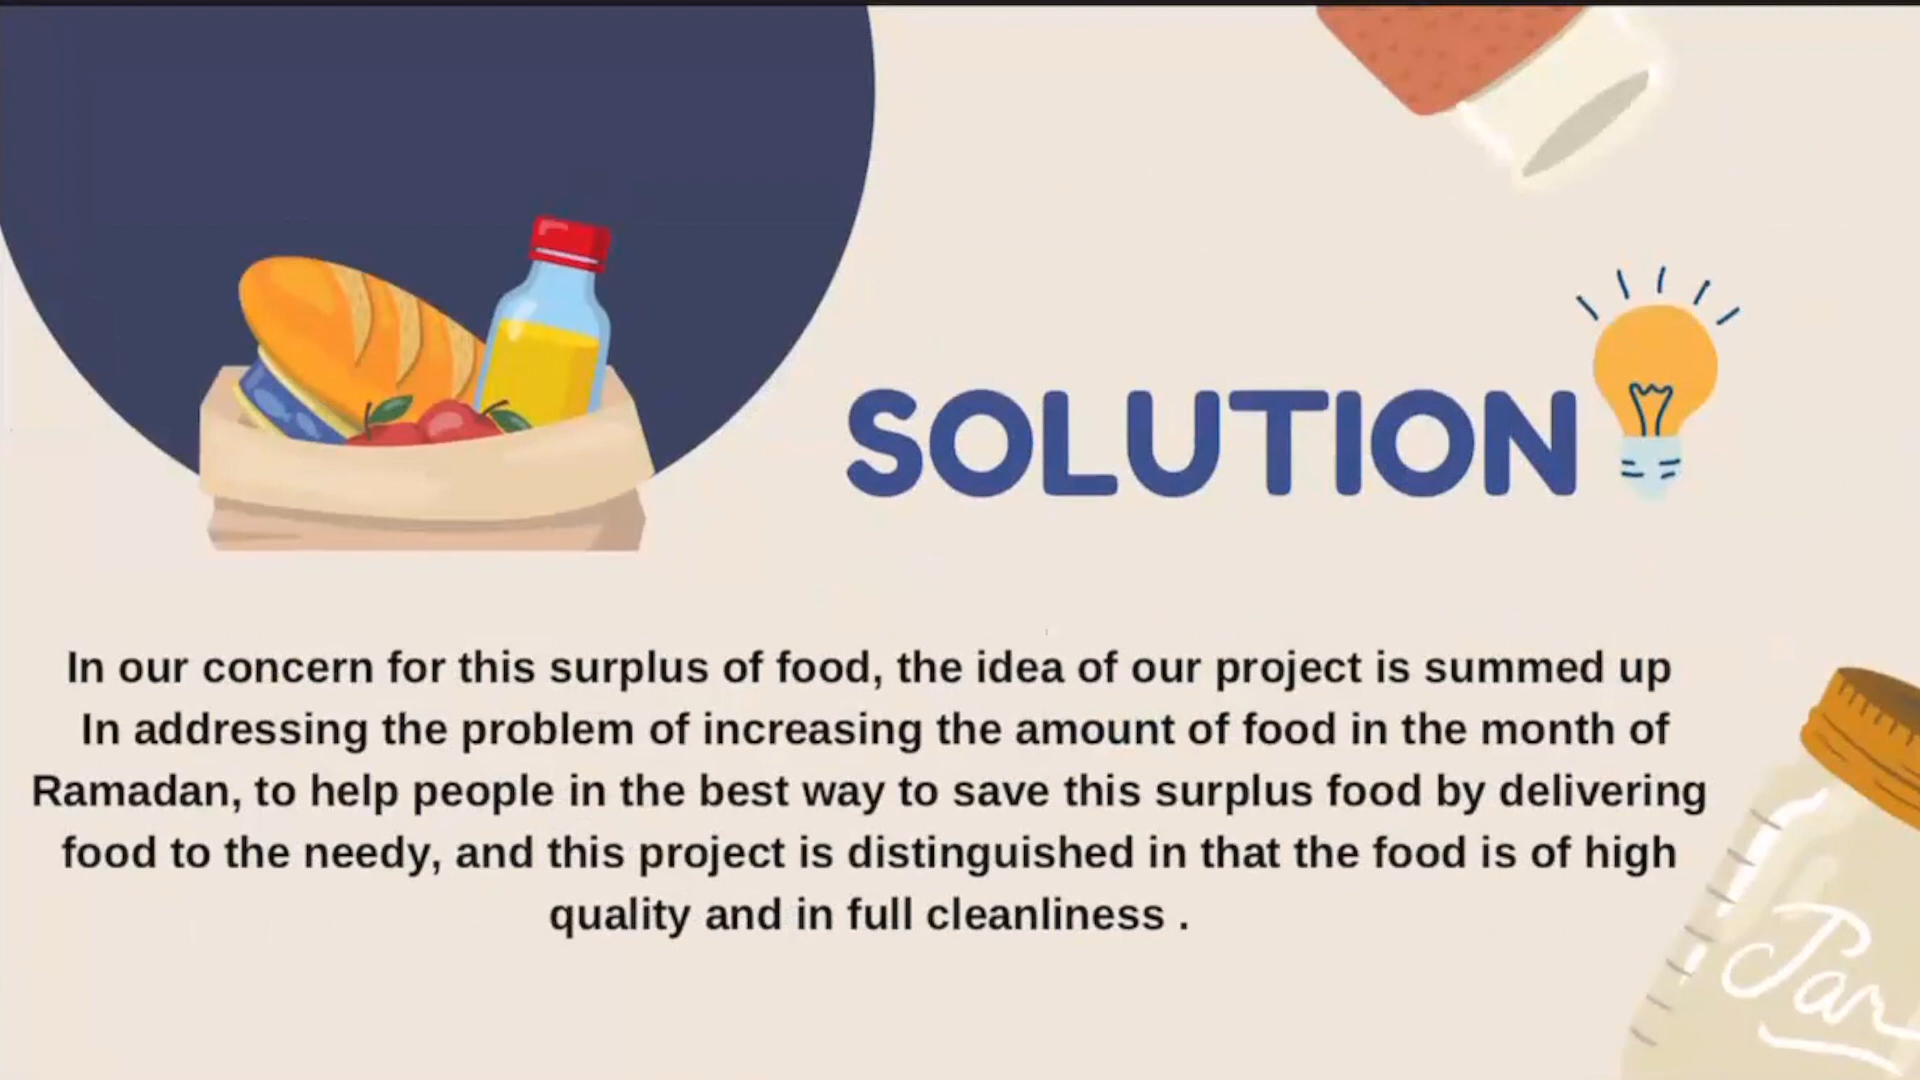 SOLUTION
In our concern for this surplus of food, the idea of our project is summed up
In addressing the problem of increasing the amount of food in the month of
Ramadan, to help people in the best way to save this surplus food by delivering
food to the needy, and this project is distinguished in that the food is of high
quality and in full cleanliness .
Jar